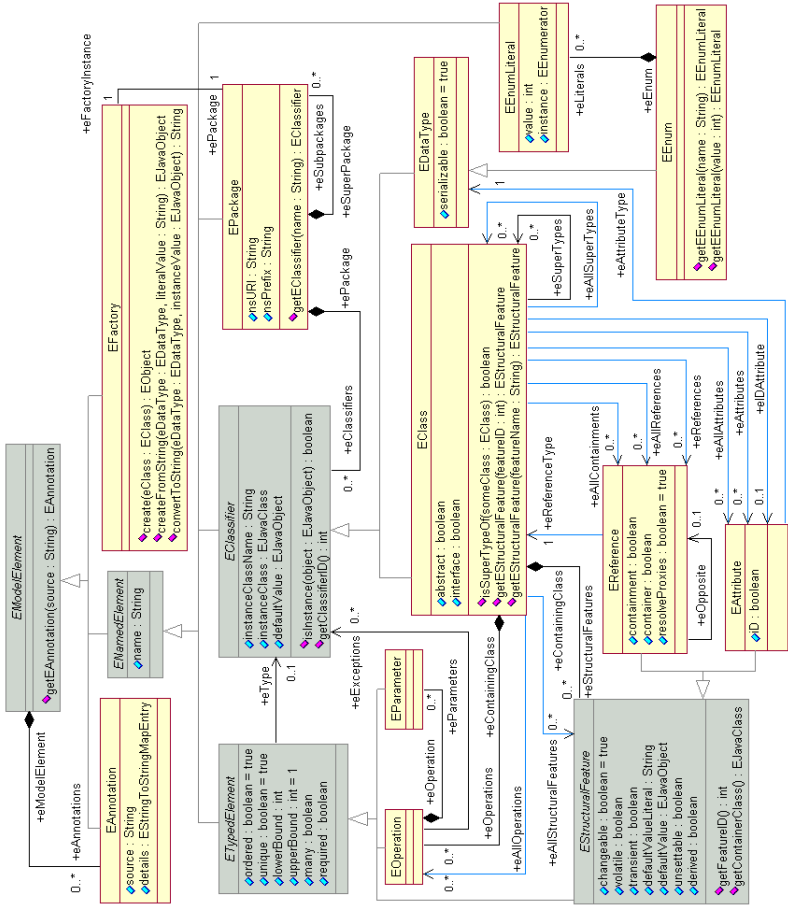 EModelElement
getEAnnotation(source : String) : EAnnotation
+eModelElement
+eAnnotations
0..*
EAnnotation
source : String
details : EStringToStringMapEntry
ENamedElement
name : String
EFactory
create(eClass : EClass) : EObject
createFromString(eDataType : EDataType, literalValue : String) : EJavaObject
convertToString(eDataType : EDataType, instanceValue : EJavaObject) : String
+eFactoryInstance
1
1
+ePackage
EPackage
nsURI : String
nsPrefix : String
getEClassifier(name : String) : EClassifier
0..*
+eSubpackages
+eSuperPackage
+ePackage
+eClassifiers
0..*
ETypedElement
ordered : boolean = true
unique : boolean = true
lowerBound : int
upperBound : int = 1
many : boolean
required : boolean
+eType
0..1
EClassifier
instanceClassName : String
instanceClass : EJavaClass
defaultValue : EJavaObject
isInstance(object : EJavaObject) : boolean
getClassifierID() : int
0..*
+eExceptions
EOperation
EParameter
+eOperation
0..*
+eParameters
+eContainingClass
+eOperations
0..*
+eAllOperations
0..*
EClass
abstract : boolean
interface : boolean
isSuperTypeOf(someClass : EClass) : boolean
getEStructuralFeature(featureID : int) : EStructuralFeature
getEStructuralFeature(featureName : String) : EStructuralFeature
EDataType
serializable : boolean = true
EEnumLiteral
value : int
instance : EEnumerator
0..*
+eLiterals
+eEnum
EEnum
getEEnumLiteral(name : String) : EEnumLiteral
getEEnumLiteral(value : int) : EEnumLiteral
0..*
0..*
+eSuperTypes
+eAllSuperTypes
+eAttributeType
1
+eContainingClass
+eStructuralFeatures
0..*
+eAllStructuralFeatures
0..*
+eReferenceType
1
+eAllContainments
0..*
+eAllReferences
0..*
+eReferences
0..*
+eAllAttributes
0..*
+eAttributes
0..*
+eIDAttribute
0..1
EReference
containment : boolean
container : boolean
resolveProxies : boolean = true
0..1
+eOpposite
EAttribute
iD : boolean
EStructuralFeature
changeable : boolean = true
volatile : boolean
transient : boolean
defaultValueLiteral : String
defaultValue : EJavaObject
unsettable : boolean
derived : boolean
getFeatureID() : int
getContainerClass() : EJavaClass